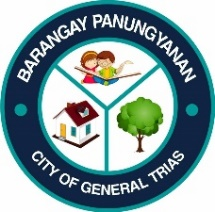 BARANGAY PANUNGYANAN
CITY OF GENERAL TRIAS